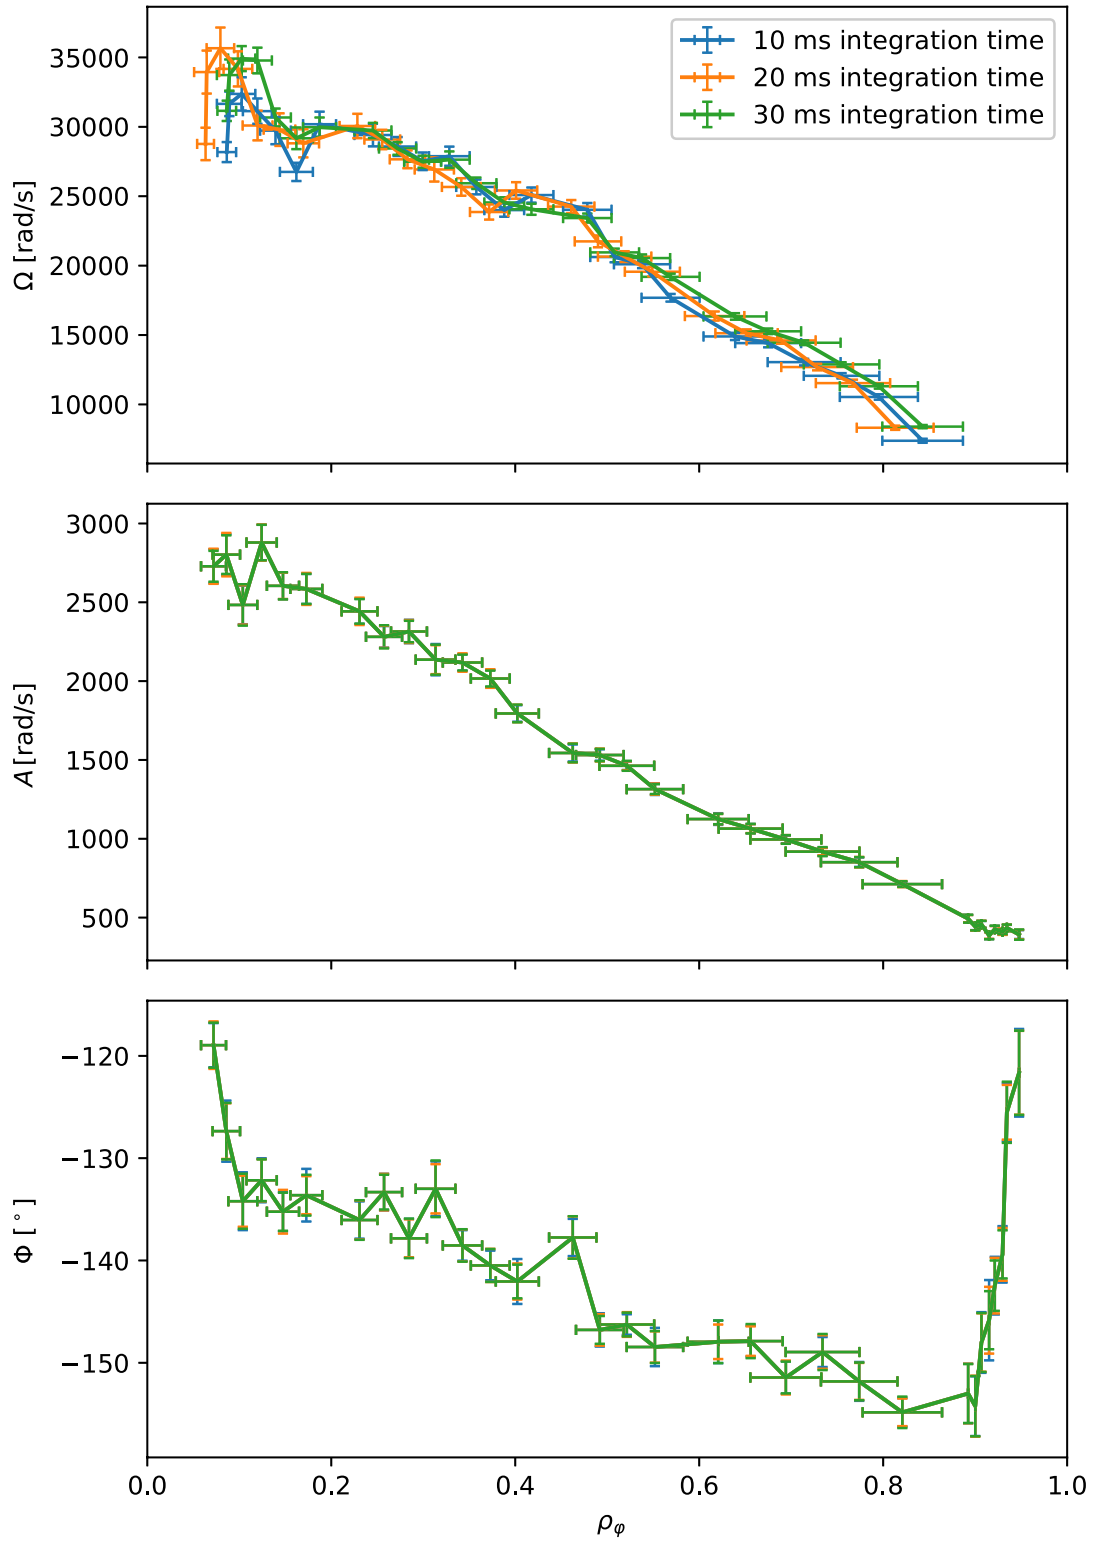 35000
30000
25000
20000
15000
10000
Ω [rad/s]
10 ms integration time
20 ms integration time
30 ms integration time
3000
2500
2000
1500
1000
500
A [rad/s]
−120
−130
−140
−150
Φ [°]
0.0 0.2 0.4 0.6 0.8 1.0
ρφ